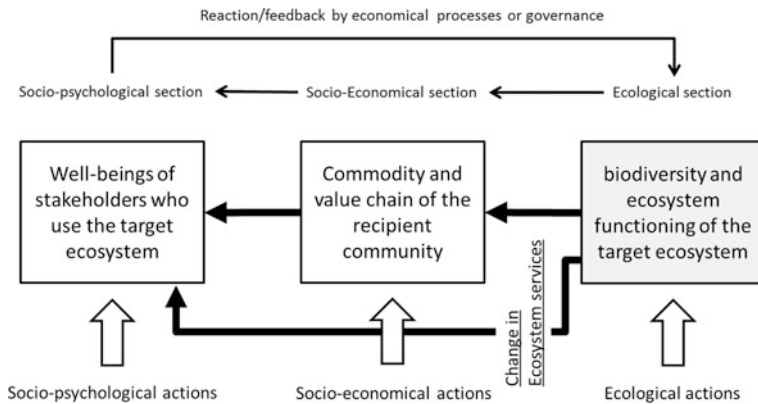 Reaction/feedback by economical processes or governance
Socio-psychological section
Socio-Economical section
Ecological section
Well-beings of
stakeholders who
use the target
ecosystem
Commodity and
value chain of the
recipient
community
biodiversity and
ecosystem
functioning of the
target ecosystem
Change in
Ecosystem services
Socio-psychological actions
Socio-economical actions
Ecological actions